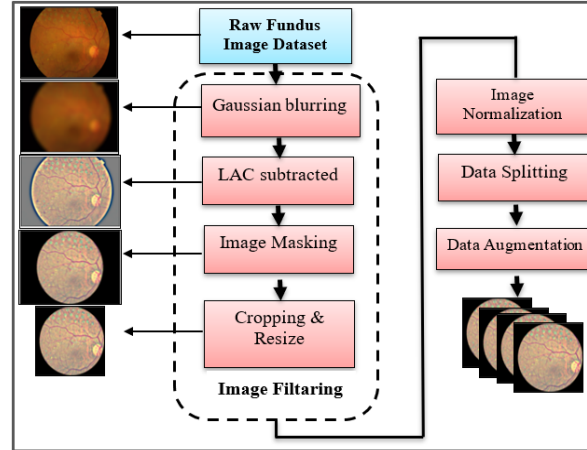 Raw Fundus
Image Dataset
Gaussian blurring
LAC subtracted
Image Masking
Cropping &
Resize
Image Filtaring
Image
Normalization
Data Splitting
Data Augmentation